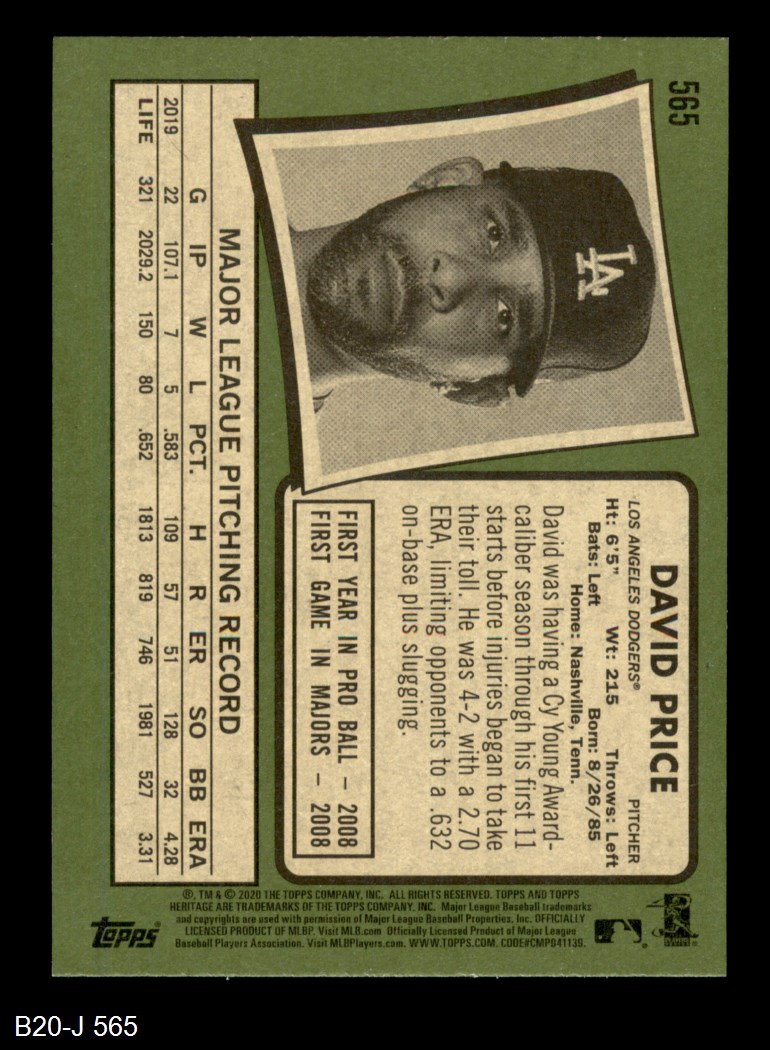 565
LA
DAVID PRICE
LOS ANGELES DODGERS® PITCHER
Ht: 6'5" Wt: 215 Throws: Left
Bats: Left Born: 8/26/85
Home: Nashville, Tenn.
David was having a Cy Young Award-
caliber season through his first 11
starts before injuries began to take
their toll. He was 4-2 with a 2.70
ERA, limiting opponents to a .632
on-base plus slugging.
FIRST YEAR IN PRO BALL – 2008
FIRST GAME IN MAJORS – 2008
MAJOR LEAGUE PITCHING RECORD
G IP W L PCT. H R ER SO BB ERA
2019 22 107.1 7 5 .583 109 57 51 128 32 4.28
LIFE 321 2029.2 150 80 .652 1813 819 746 1981 527 3.31
®, TM & © 2020 THE TOPPS COMPANY, INC. ALL RIGHTS RESERVED. TOPPS AND TOPPS
HERITAGE ARE TRADEMARKS OF THE TOPPS COMPANY, INC. Major League Baseball trademarks
and copyrights are used with permission of Major League Baseball Properties, Inc. OFFICIALLY
LICENSED PRODUCT OF MLBP. Visit MLB.com Officially Licensed Product of Major League
Baseball Players Association. Visit MLBPlayers.com. WWW.TOPPS.COM. CODE#CMP041139.
Topps
B20-J 565